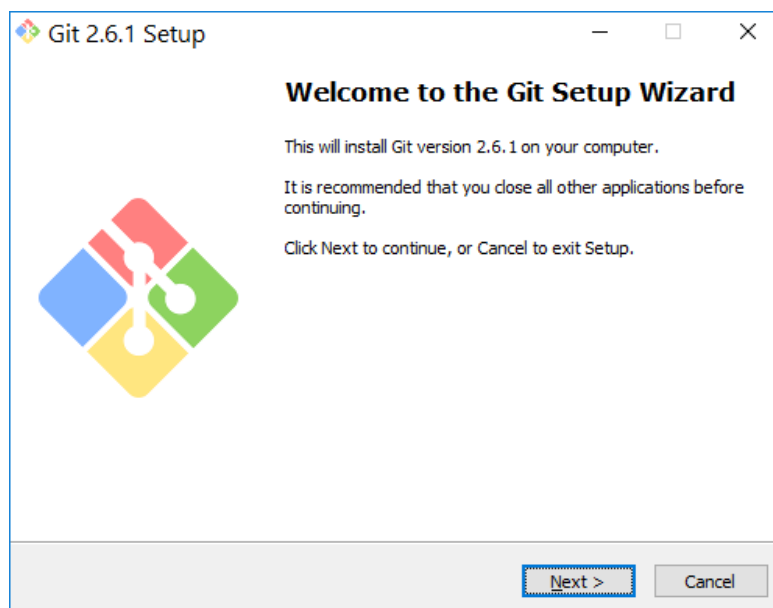 Git 2.6.1 Setup
Welcome to the Git Setup Wizard
This will install Git version 2.6.1 on your computer.
It is recommended that you close all other applications before
continuing.
Click Next to continue, or Cancel to exit Setup.
Next >
Cancel